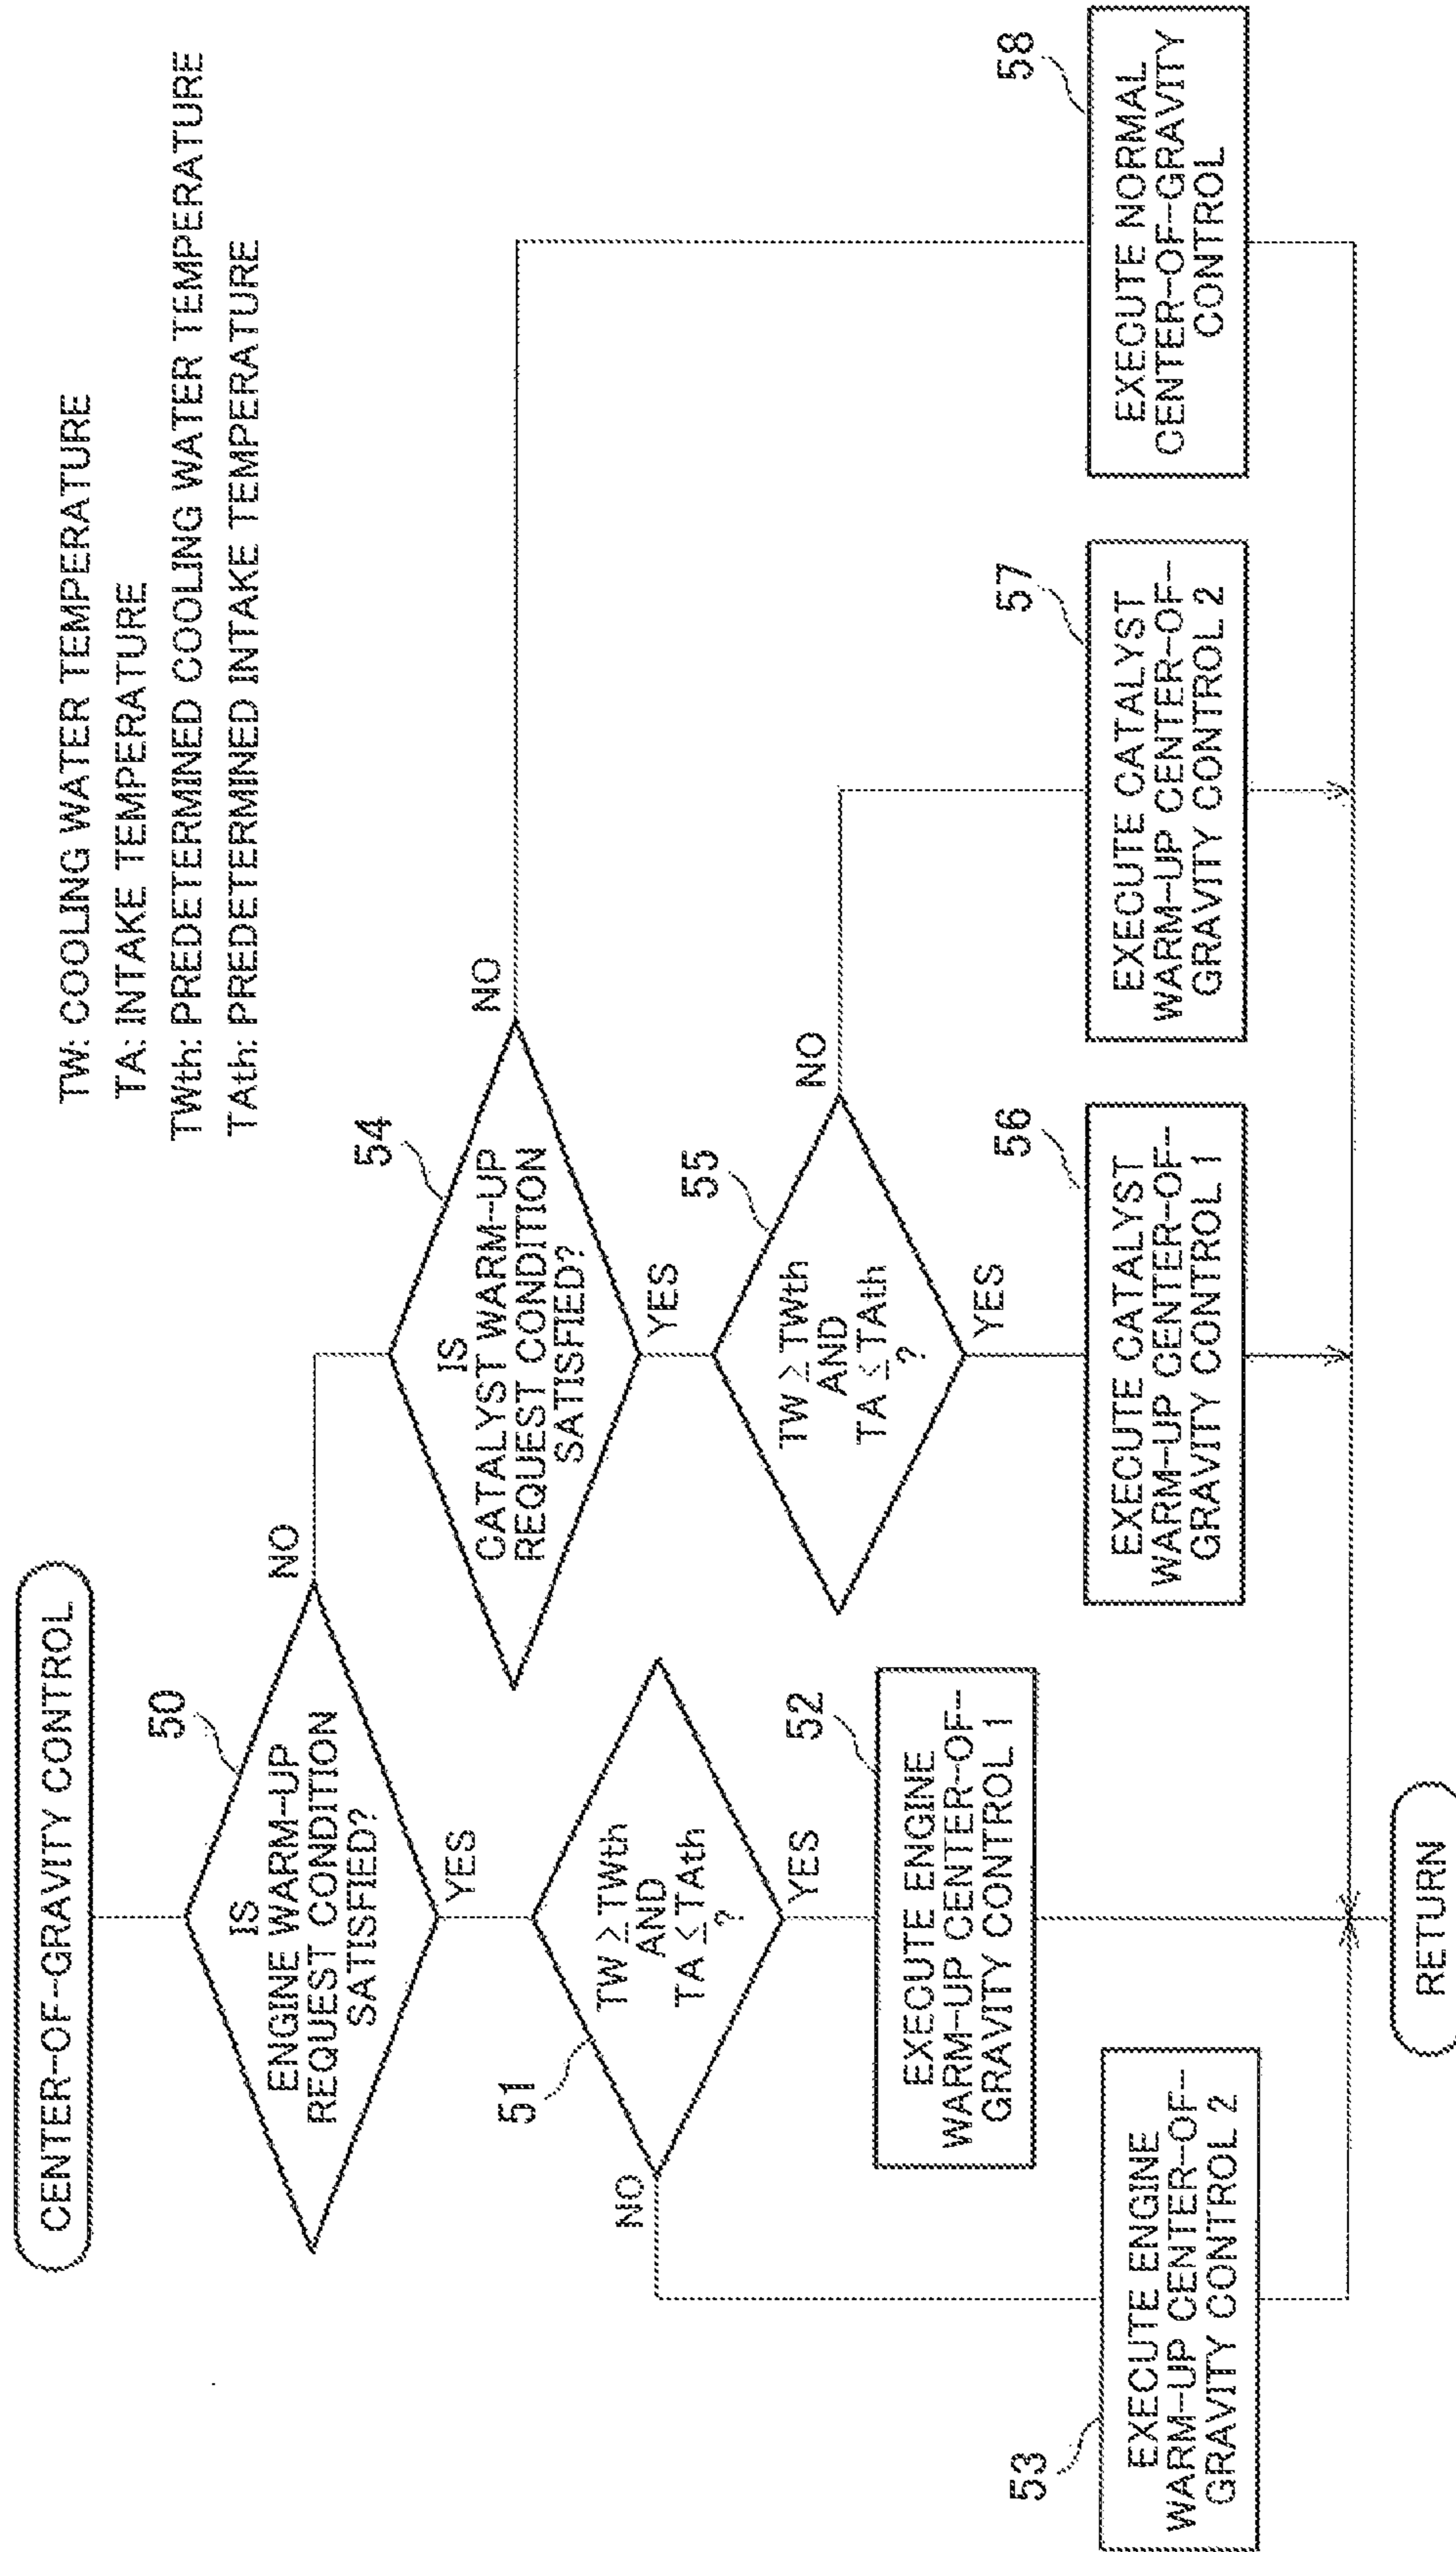 TW: COOLING WATER TEMPERATURE
TA: INTAKE TEMPERATURE
TWth: PREDETERMINED COOLING WATER TEMPERATURE
TAth: PREDETERMINED INTAKE TEMPERATURE
CENTER-OF-GRAVITY CONTROL
50
IS
ENGINE WARM-UP
REQUEST CONDITION
SATISFIED?
NO
YES
51
TW ≥ TWth
AND
TA ≤ TAth
?
NO
YES
52
EXECUTE ENGINE
WARM-UP CENTER-OF-
GRAVITY CONTROL 1
53
EXECUTE ENGINE
WARM-UP CENTER-OF-
GRAVITY CONTROL 2
54
IS
CATALYST WARM-UP
REQUEST CONDITION
SATISFIED?
NO
YES
55
TW ≥ TWth
AND
TA ≤ TAth
?
NO
YES
56
EXECUTE CATALYST
WARM-UP CENTER-OF-
GRAVITY CONTROL 1
57
EXECUTE CATALYST
WARM-UP CENTER-OF-
GRAVITY CONTROL 2
58
EXECUTE NORMAL
CENTER-OF-GRAVITY
CONTROL
RETURN